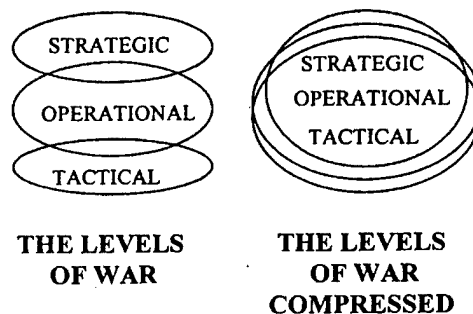 STRATEGIC
OPERATIONAL
TACTICAL
THE LEVELS
OF WAR
STRATEGIC
OPERATIONAL
TACTICAL
THE LEVELS
OF WAR
COMPRESSED